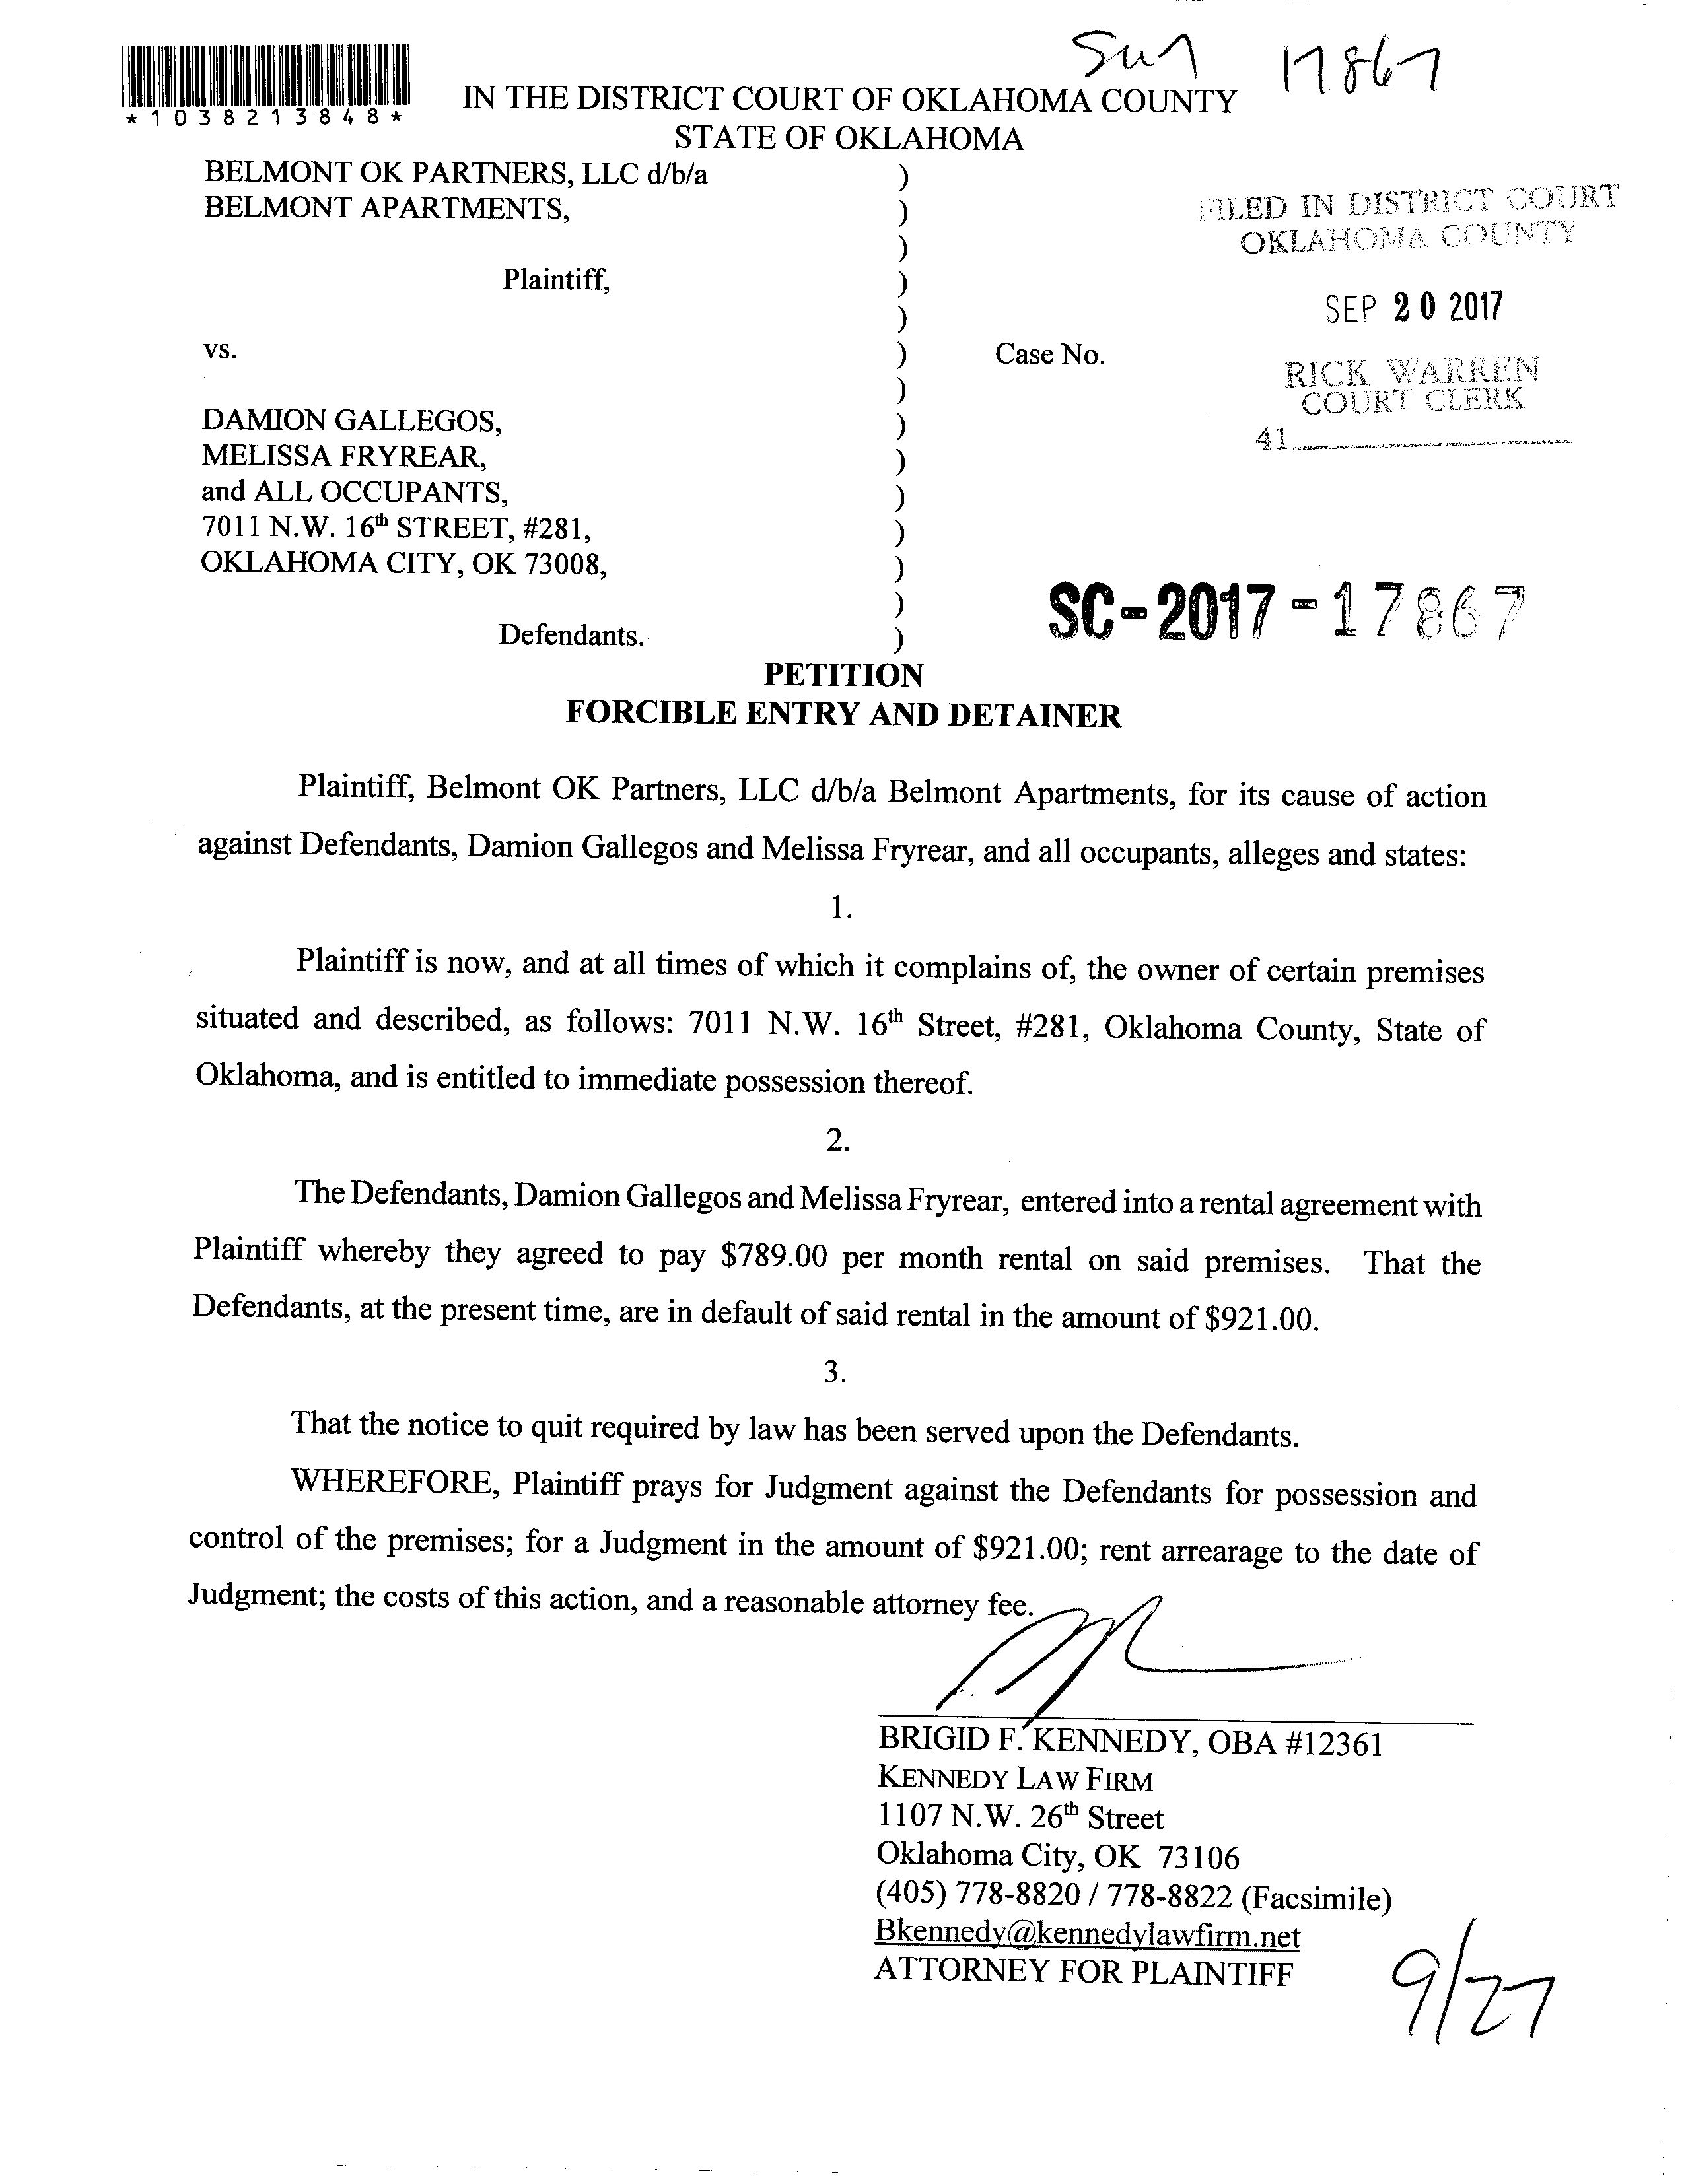 Sm 17867
*1038213848*
IN THE DISTRICT COURT OF OKLAHOMA COUNTY
STATE OF OKLAHOMA
BELMONT OK PARTNERS, LLC d/b/a )
BELMONT APARTMENTS, )
)
Plaintiff, )
)
vs. ) Case No.
)
DAMION GALLEGOS, )
MELISSA FRYREAR, )
and ALL OCCUPANTS, )
7011 N.W. 16th STREET, #281, )
OKLAHOMA CITY, OK 73008, )
)
Defendants. )
FILED IN DISTRICT COURT
OKLAHOMA COUNTY
SEP 20 2017
RICK WARREN
COURT CLERK
41
SC-2017-17867
PETITION
FORCIBLE ENTRY AND DETAINER
Plaintiff, Belmont OK Partners, LLC d/b/a Belmont Apartments, for its cause of action
against Defendants, Damion Gallegos and Melissa Fryrear, and all occupants, alleges and states:
1.
Plaintiff is now, and at all times of which it complains of, the owner of certain premises
situated and described, as follows: 7011 N.W. 16th Street, #281, Oklahoma County, State of
Oklahoma, and is entitled to immediate possession thereof.
2.
The Defendants, Damion Gallegos and Melissa Fryrear, entered into a rental agreement with
Plaintiff whereby they agreed to pay $789.00 per month rental on said premises. That the
Defendants, at the present time, are in default of said rental in the amount of $921.00.
3.
That the notice to quit required by law has been served upon the Defendants.
WHEREFORE, Plaintiff prays for Judgment against the Defendants for possession and
control of the premises; for a Judgment in the amount of $921.00; rent arrearage to the date of
Judgment; the costs of this action, and a reasonable attorney fee.
BRIGID F. KENNEDY, OBA #12361
KENNEDY LAW FIRM
1107 N.W. 26th Street
Oklahoma City, OK 73106
(405) 778-8820 / 778-8822 (Facsimile)
Bkennedy@kennedylawfirm.net
ATTORNEY FOR PLAINTIFF
9/27